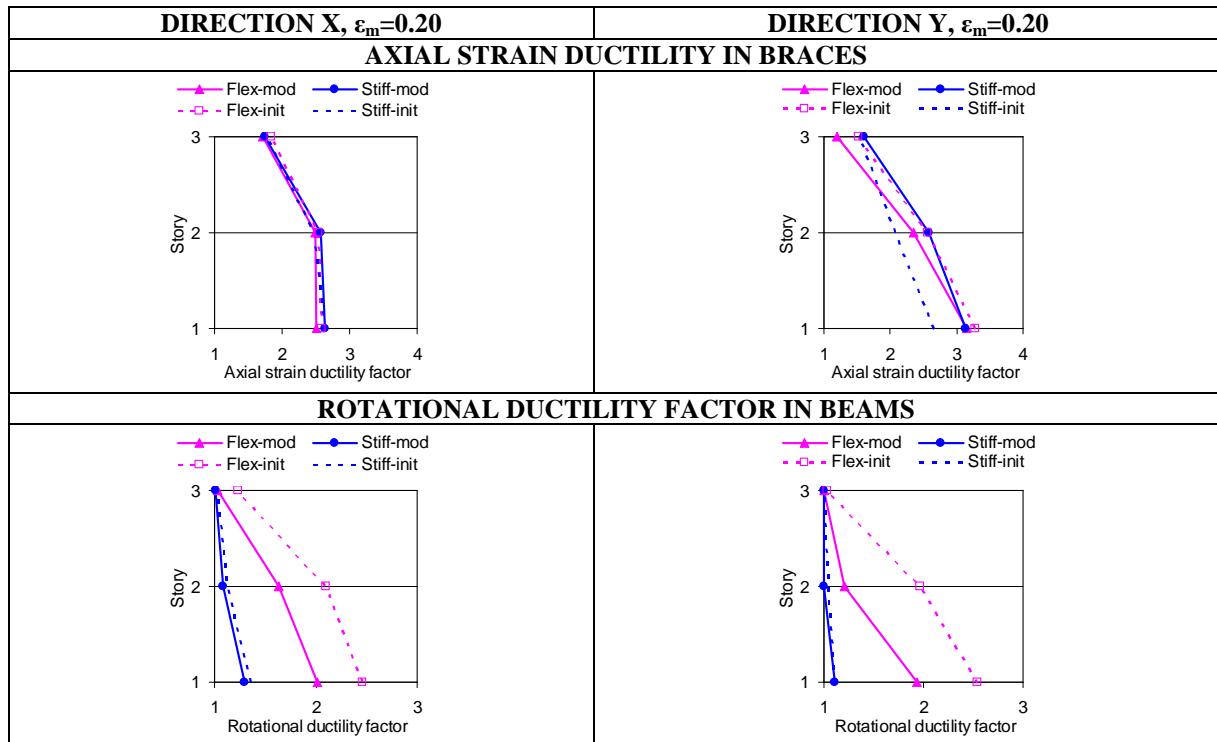 DIRECTION X, εm=0.20
DIRECTION Y, εm=0.20
AXIAL STRAIN DUCTILITY IN BRACES
Flex-mod Stiff-mod
Flex-init Stiff-init
3
2
1
Story
1 2 3 4
Axial strain ductility factor
Flex-mod Stiff-mod
Flex-init Stiff-init
3
2
1
Story
1 2 3 4
Axial strain ductility factor
ROTATIONAL DUCTILITY FACTOR IN BEAMS
Flex-mod Stiff-mod
Flex-init Stiff-init
3
2
1
Story
1 2 3
Rotational ductility factor
Flex-mod Stiff-mod
Flex-init Stiff-init
3
2
1
Story
1 2 3
Rotational ductility factor